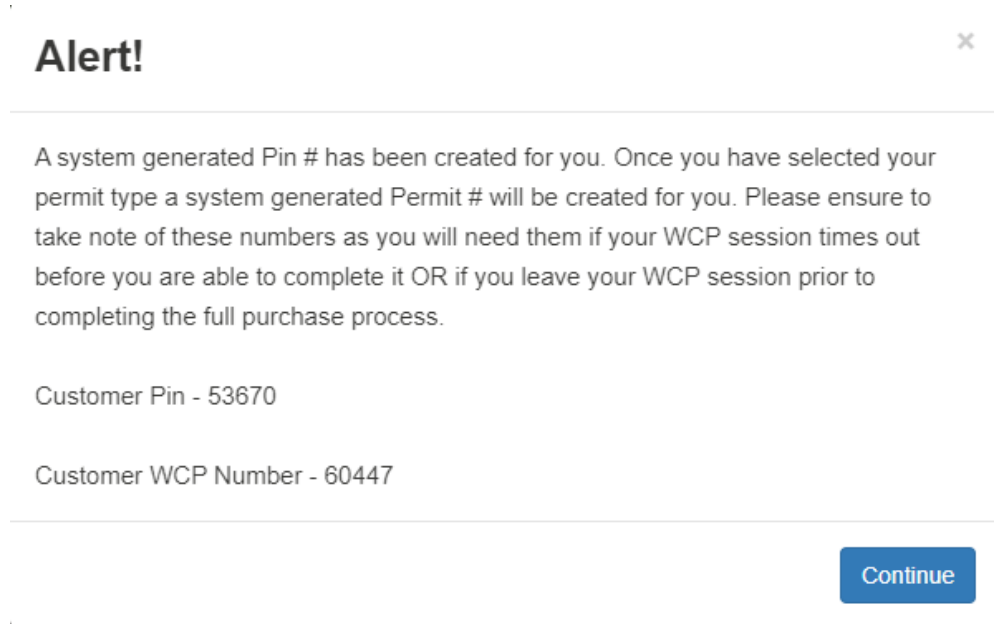 Alert!
×
A system generated Pin # has been created for you. Once you have selected your
permit type a system generated Permit # will be created for you. Please ensure to
take note of these numbers as you will need them if your WCP session times out
before you are able to complete it OR if you leave your WCP session prior to
completing the full purchase process.
Customer Pin - 53670
Customer WCP Number - 60447
Continue